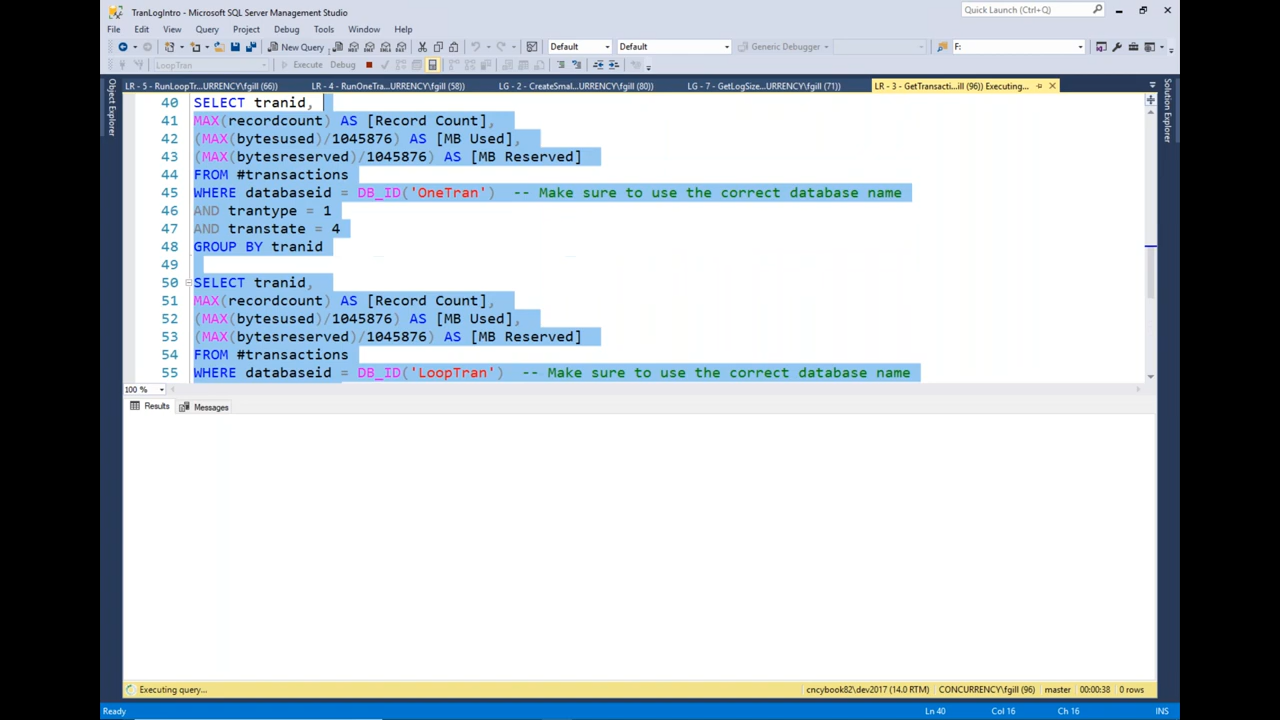 TranLogIntro - Microsoft SQL Server Management Studio
Quick Launch (Ctrl+Q)
File Edit View Query Project Debug Tools Window Help
New Query Default Default Generic Debugger F:
LoopTran Execute Debug
LR - 5 - RunLoopTr...URRENCY\fgill (66)) LR - 4 - RunOneTra...URRENCY\fgill (58)) LG - 2 - CreateSmal...URRENCY\fgill (80)) LG - 7 - GetLogSize...URRENCY\fgill (71)) LR - 3 - GetTransacti...ill (96)) Executing...
Object Explorer
Solution Explorer
40 SELECT tranid,
41 MAX(recordcount) AS [Record Count],
42 (MAX(bytesused)/1045876) AS [MB Used],
43 (MAX(bytesreserved)/1045876) AS [MB Reserved]
44 FROM #transactions
45 WHERE databaseid = DB_ID('OneTran') -- Make sure to use the correct database name
46 AND trantype = 1
47 AND transtate = 4
48 GROUP BY tranid
49
50 SELECT tranid,
51 MAX(recordcount) AS [Record Count],
52 (MAX(bytesused)/1045876) AS [MB Used],
53 (MAX(bytesreserved)/1045876) AS [MB Reserved]
54 FROM #transactions
55 WHERE databaseid = DB_ID('LoopTran') -- Make sure to use the correct database name
100 %
Results Messages
Executing query... cncybook82\dev2017 (14.0 RTM) CONCURRENCY\fgill (96) master 00:00:38 0 rows
Ready Ln 40 Col 16 Ch 16 INS